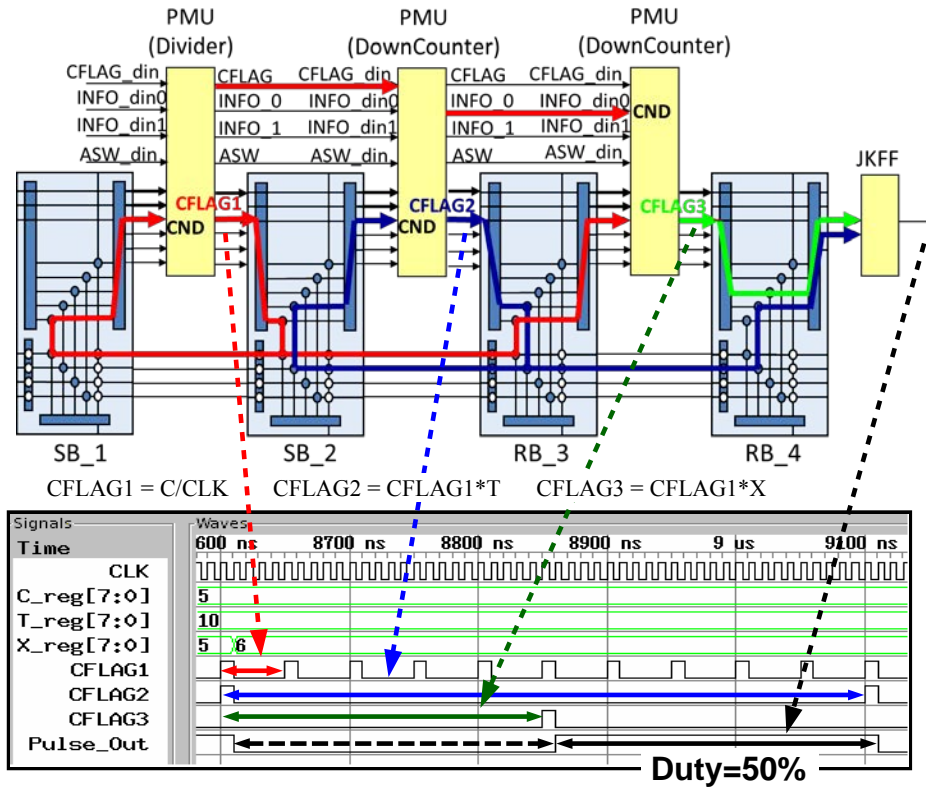 PMU
(Divider)
PMU
(DownCounter)
PMU
(DownCounter)
CFLAG_din CFLAG CFLAG_din CFLAG CFLAG_din
INFO_din0 INFO_0 INFO_din0 INFO_0 INFO_din0
CND
INFO_din1 INFO_1 INFO_din1 INFO_1 INFO_din1
ASW_din ASW ASW_din ASW ASW_din
JKFF
CFLAG1 CFLAG2 CFLAG3
CND CND
SB_1 SB_2 RB_3 RB_4
CFLAG1 = C/CLK CFLAG2 = CFLAG1*T CFLAG3 = CFLAG1*X
Signals Waves
Time 600 ns 8700 ns 8800 ns 8900 ns 9 us 9100 ns
CLK
C_reg[7:0] 5
T_reg[7:0] 10
X_reg[7:0] 5 6
CFLAG1
CFLAG2
CFLAG3
Pulse_Out
Duty=50%